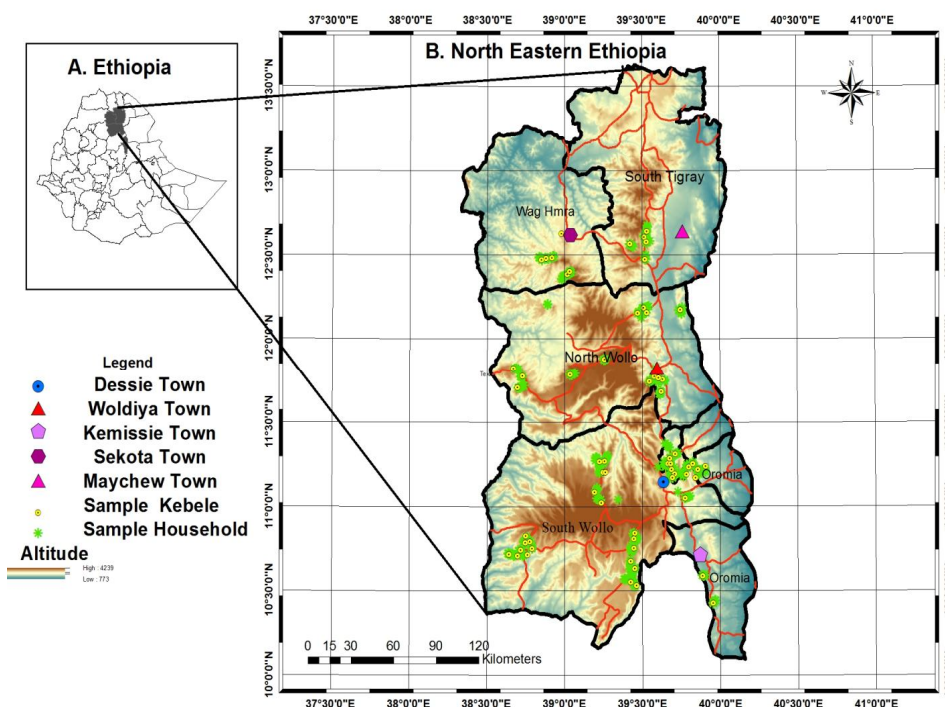 37°30'0"E 38°0'0"E 38°30'0"E 39°0'0"E 39°30'0"E 40°0'0"E 40°30'0"E 41°0'0"E
A. Ethiopia
B. North Eastern Ethiopia
N
W E
S
13°30'0"N
13°0'0"N
12°30'0"N
12°0'0"N
11°30'0"N
11°0'0"N
10°30'0"N
10°0'0"N
South Tigray
Wag Hmra
North Wollo
Oromia
South Wollo
Oromia
Legend
Dessie Town
Woldiya Town
Kemissie Town
Sekota Town
Maychew Town
Sample Kebele
Sample Household
Altitude
High : 4239
Low : 773
0 15 30 60 90 120
Kilometers
37°30'0"E 38°0'0"E 38°30'0"E 39°0'0"E 39°30'0"E 40°0'0"E 40°30'0"E 41°0'0"E